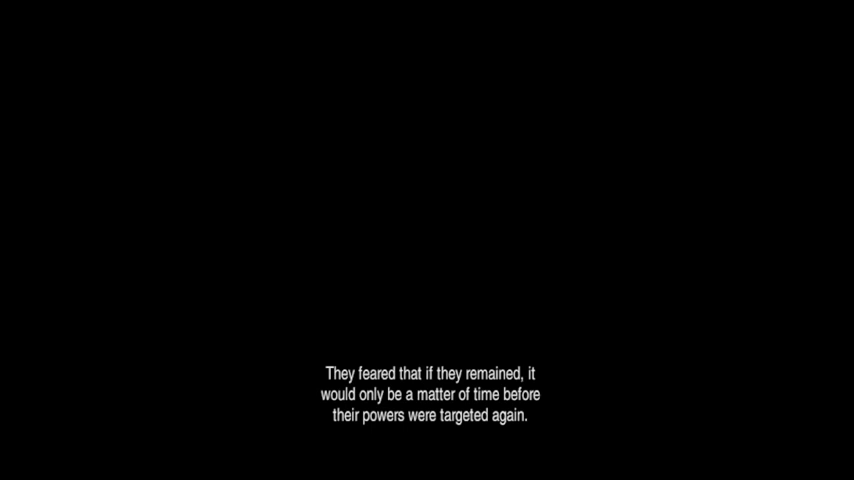 They feared that if they remained, it
would only be a matter of time before
their powers were targeted again.